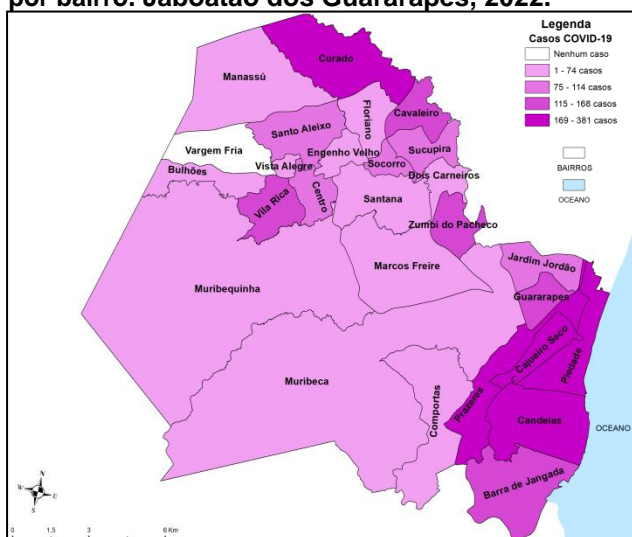 por bairro. Jaboatão dos Guararapes, 2022.
Legenda
Casos COVID-19
Nenhum caso
1 - 74 casos
75 - 114 casos
115 - 168 casos
169 - 381 casos
BAIRROS
OCEANO
Curado
Manassú
Floriano
Cavaleiro
Santo Aleixo
Vargem Fria
Engenho Velho
Sucupira
Vista Alegre
Socorro
Bulhões
Dois Carneiros
Vila Rica
Centro
Santana
Zumbi do Pacheco
Marcos Freire
Jardim Jordão
Muribequinha
Guararapes
Cajueiro Seco
Piedade
Muribeca
Comportas
Prazeres
Candeias
OCEANO
Barra de Jangada
N
W
E
S
0 1,5 3 6 Km